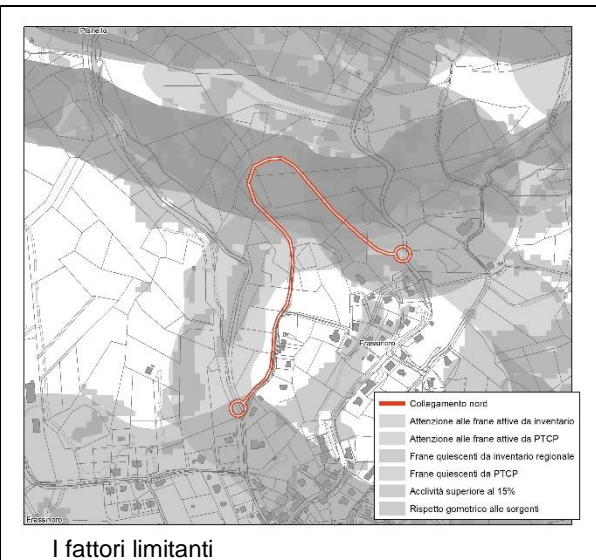 Pianello
Frassinoro
Frassinoro
Collegamento nord
Attenzione alle frane attive da inventario
Attenzione alle frane attive da PTCP
Frane quiescenti da inventario regionale
Frane quiescenti da PTCP
Acclività superiore al 15%
Rispetto gometrico alle sorgenti
I fattori limitanti